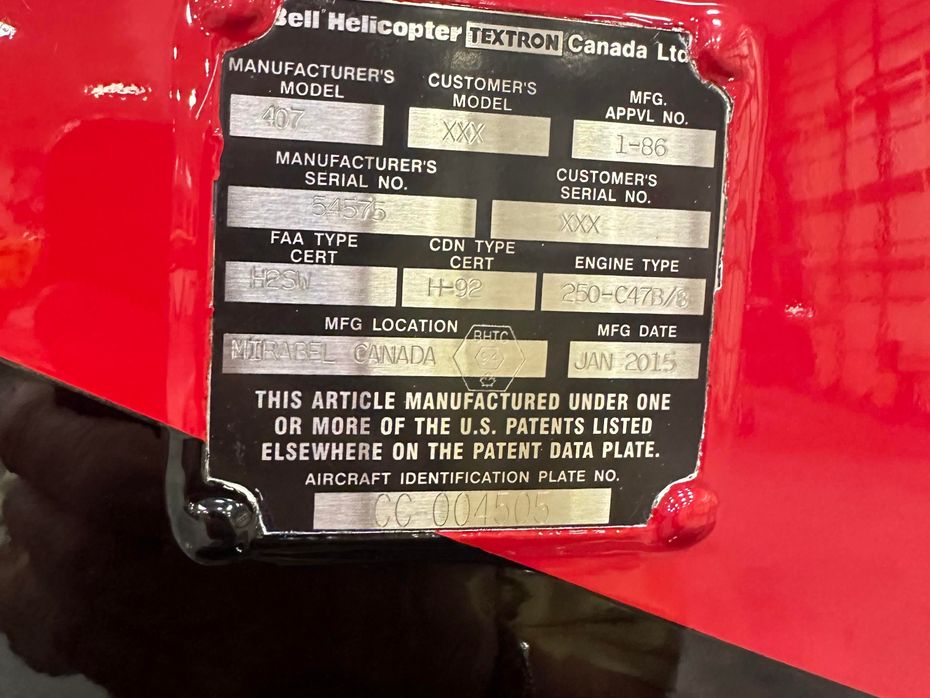 Bell Helicopter TEXTRON Canada Ltd
MANUFACTURER'S MODEL
407
CUSTOMER'S MODEL
XXX
MFG. APPVL NO.
1-86
MANUFACTURER'S SERIAL NO.
54575
CUSTOMER'S SERIAL NO.
XXX
FAA TYPE CERT
H2SW
CDN TYPE CERT
H-92
ENGINE TYPE
250-C47B/8
MFG LOCATION
MIRABEL CANADA
BHTC
MFG DATE
JAN 2015
THIS ARTICLE MANUFACTURED UNDER ONE
OR MORE OF THE U.S. PATENTS LISTED
ELSEWHERE ON THE PATENT DATA PLATE.
AIRCRAFT IDENTIFICATION PLATE NO.
CC 004505